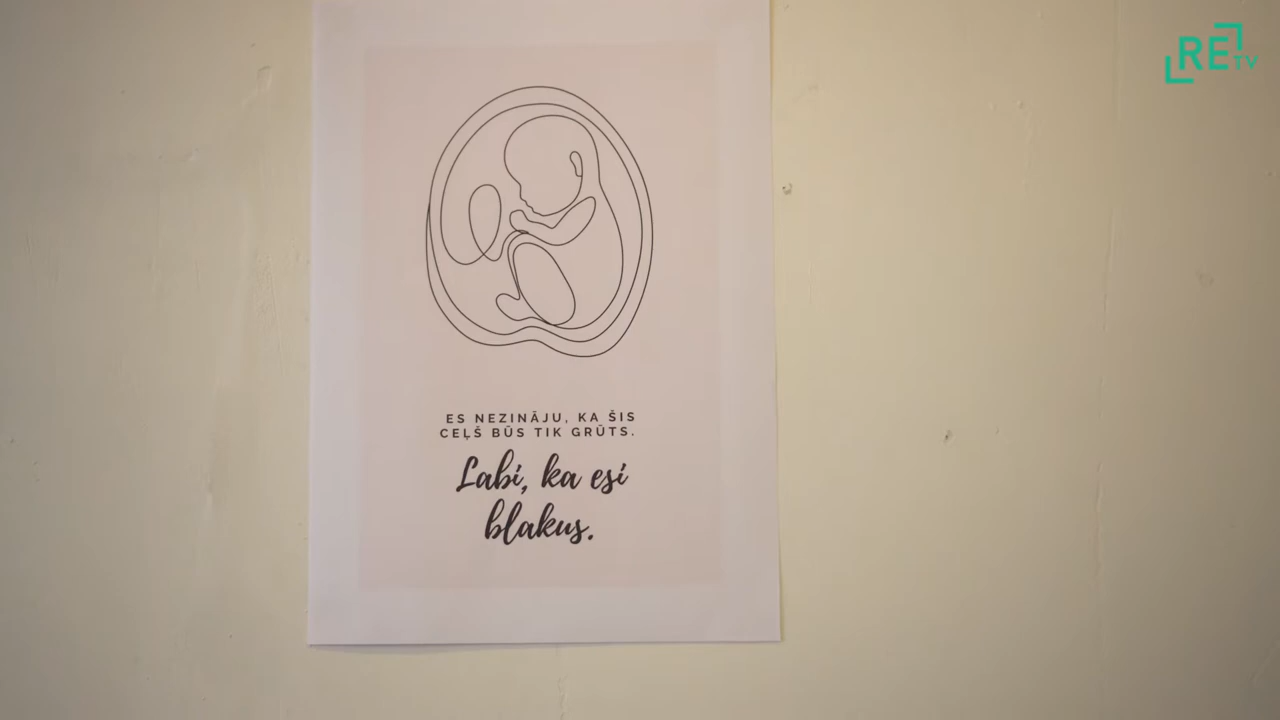 RE TV
ES NEZINĀJU, KA ŠIS
CEĻŠ BŪS TIK GRŪTS.
Labi, ka esi
blakus.